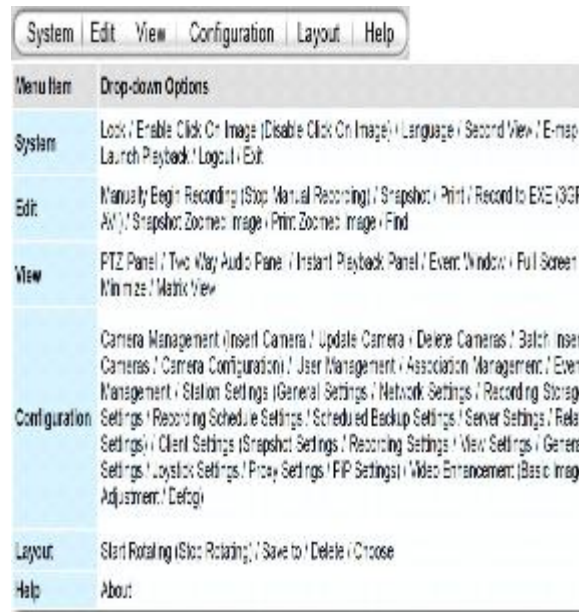 System Edit View Configuration Layout Help
Menu Item Drop-down Options
System Lock / Enable Click On Image (Disable Click On Image) / Language / Second View / E-map
Launch Playback / Logout / Exit
Edit Manually Begin Recording (Stop Manual Recording) / Snapshot / Print / Record to EXE (3GP
AVI) / Snapshot Zoomed Image / Print Zoomed Image / Find
View PTZ Panel / Two Way Audio Panel / Instant Playback Panel / Event Window / Full Screen
Minimize / Matrix View
Configuration Camera Management (Insert Camera / Update Camera / Delete Cameras / Batch Inser
Cameras / Camera Configuration) / User Management / Association Management / Even
Management / Station Settings (General Settings / Network Settings / Recording Storage
Settings / Recording Schedule Settings / Scheduled Backup Settings / Server Settings / Rela
Settings) / Client Settings (Snapshot Settings / Recording Settings / View Settings / Genera
Settings / Joystick Settings / Proxy Settings / PiP Settings) / Video Enhancement (Basic Image
Adjustment / Defog)
Layout Start Rotating (Stop Rotating) / Save to / Delete / Choose
Help About